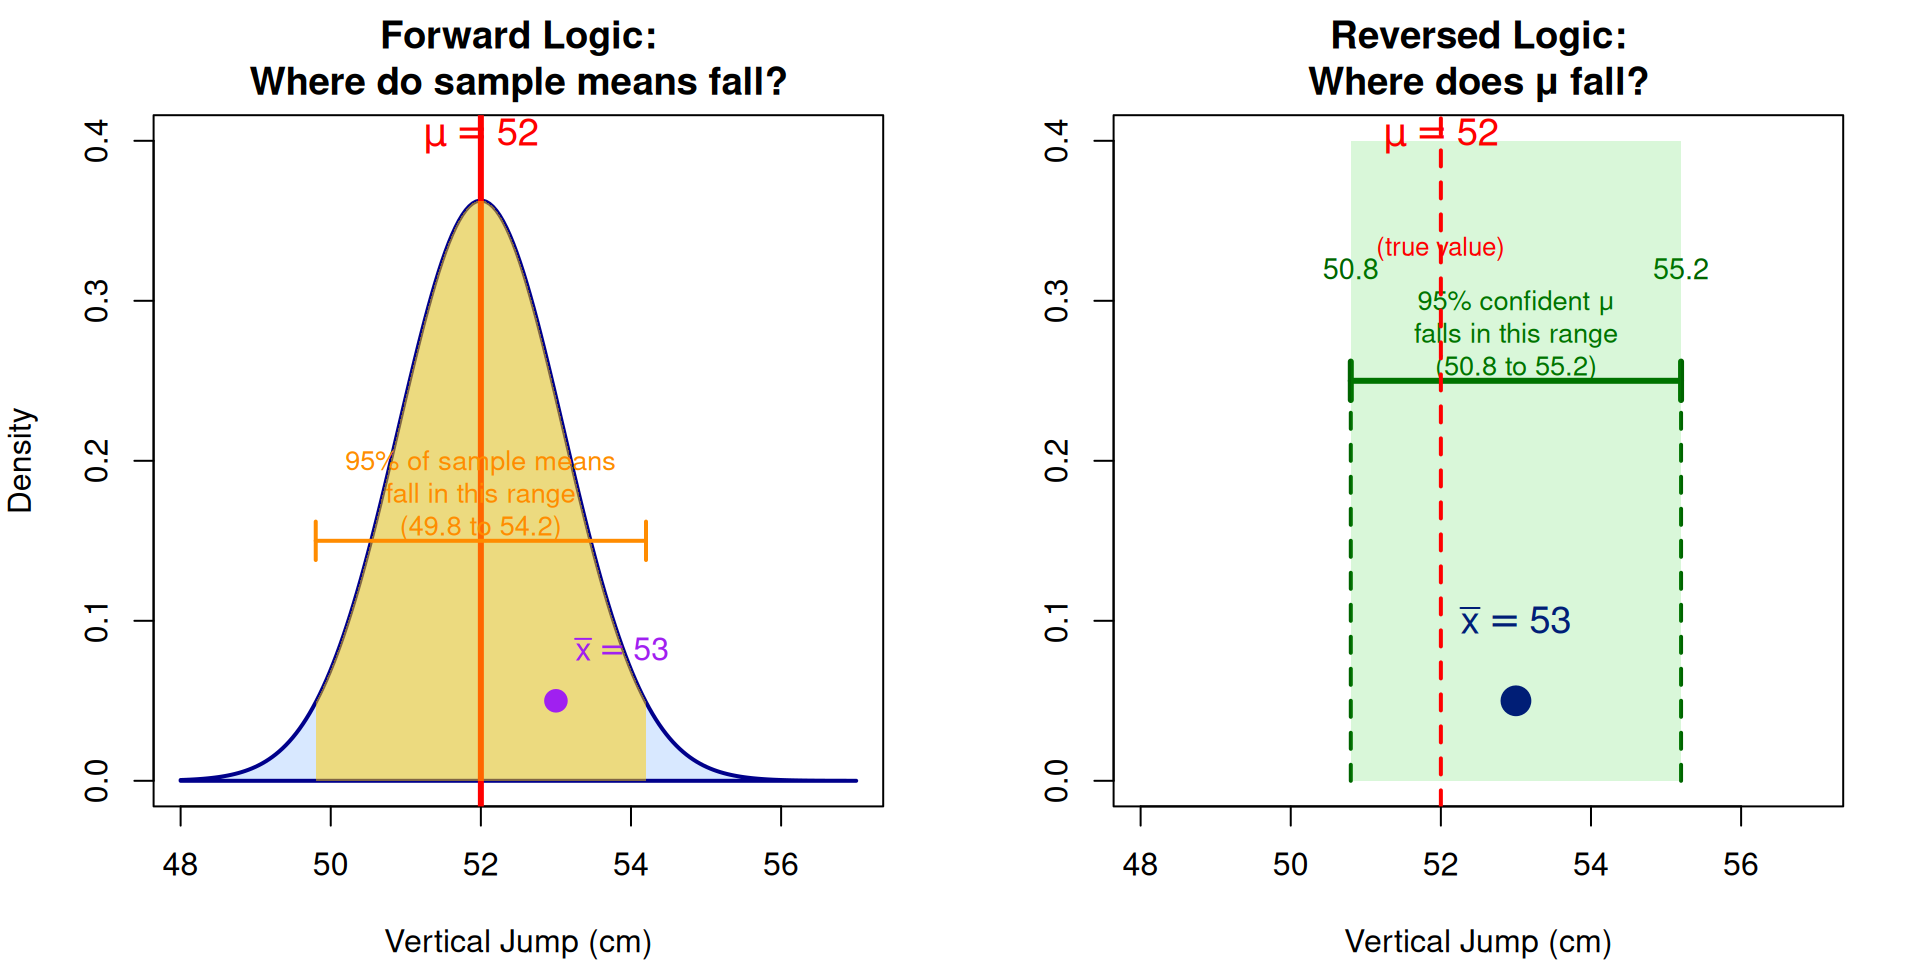 Forward Logic:
Where do sample means fall?
μ = 52
95% of sample means
fall in this range
(49.8 to 54.2)
x̅ = 53
Density
0.0
0.1
0.2
0.3
0.4
48
50
52
54
56
Vertical Jump (cm)
Reversed Logic:
Where does μ fall?
μ = 52
(true value)
50.8
55.2
95% confident μ
falls in this range
(50.8 to 55.2)
x̅ = 53
0.0
0.1
0.2
0.3
0.4
48
50
52
54
56
Vertical Jump (cm)